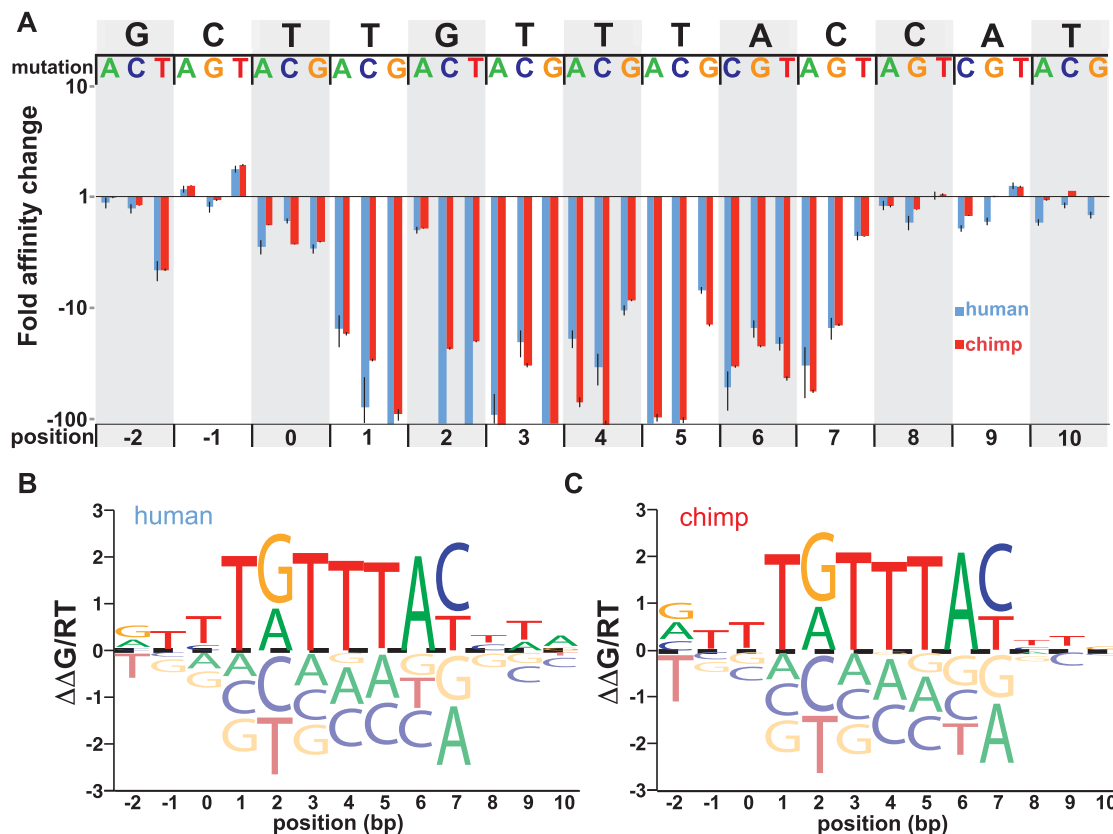 A
G C T T G T T T A C C A T
mutation A C T A G T A C G A C G A C T A C G A C G A C G C G T A G T A G T C G T A C G
10
Fold affinity change
1
-10
human
chimp
-100
position -2 -1 0 1 2 3 4 5 6 7 8 9 10
B
human
ΔΔG/RT
3
2
1
0
-1
-2
-3
T G T T T A C
A T
A C A A A G G
C C A C T A
G T G C C
-2 -1 0 1 2 3 4 5 6 7 8 9 10
position (bp)
C
chimp
ΔΔG/RT
3
2
1
0
-1
-2
-3
T G T T T A C
A T
A C A A G G G
C C A C A
G T G C C T
-2 -1 0 1 2 3 4 5 6 7 8 9 10
position (bp)